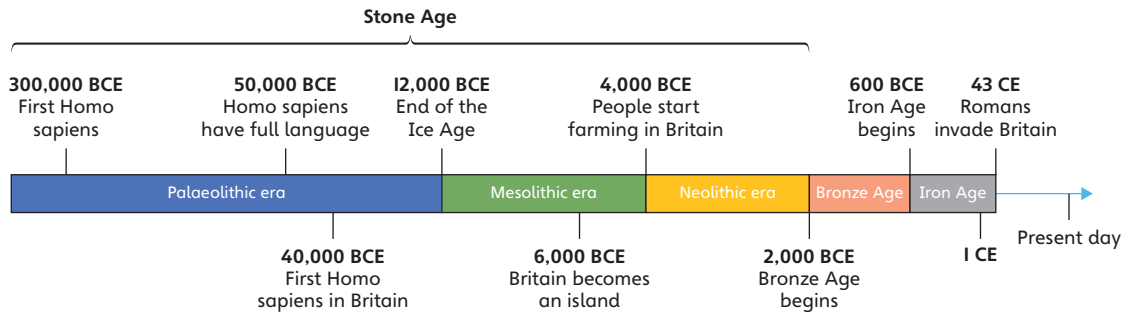 Stone Age
300,000 BCE
First Homo
sapiens
50,000 BCE
Homo sapiens
have full language
12,000 BCE
End of the
Ice Age
4,000 BCE
People start
farming in Britain
600 BCE
Iron Age
begins
43 CE
Romans
invade Britain
Palaeolithic era
Mesolithic era
Neolithic era
Bronze Age
Iron Age
40,000 BCE
First Homo
sapiens in Britain
6,000 BCE
Britain becomes
an island
2,000 BCE
Bronze Age
begins
1 CE
Present day